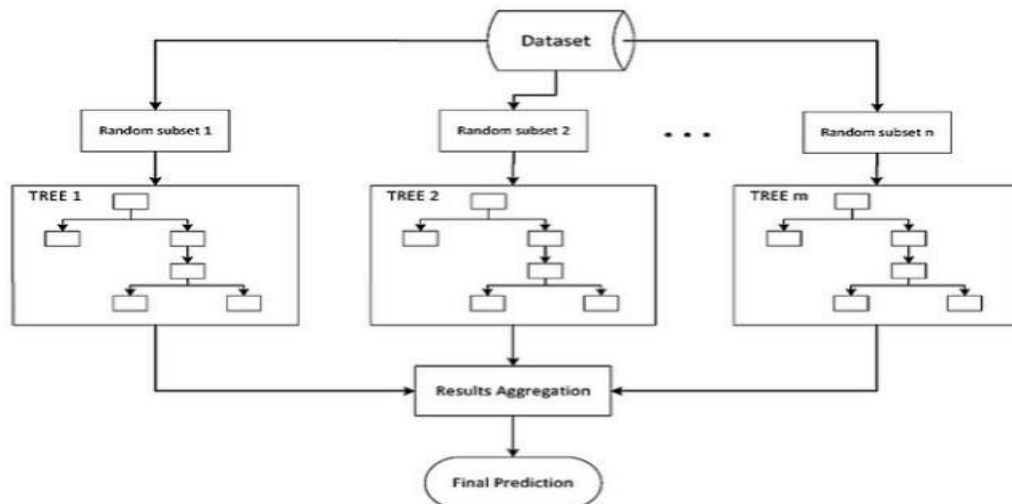 Dataset
Random subset 1
Random subset 2
• • •
Random subset n
TREE 1
TREE 2
TREE m
Results Aggregation
Final Prediction